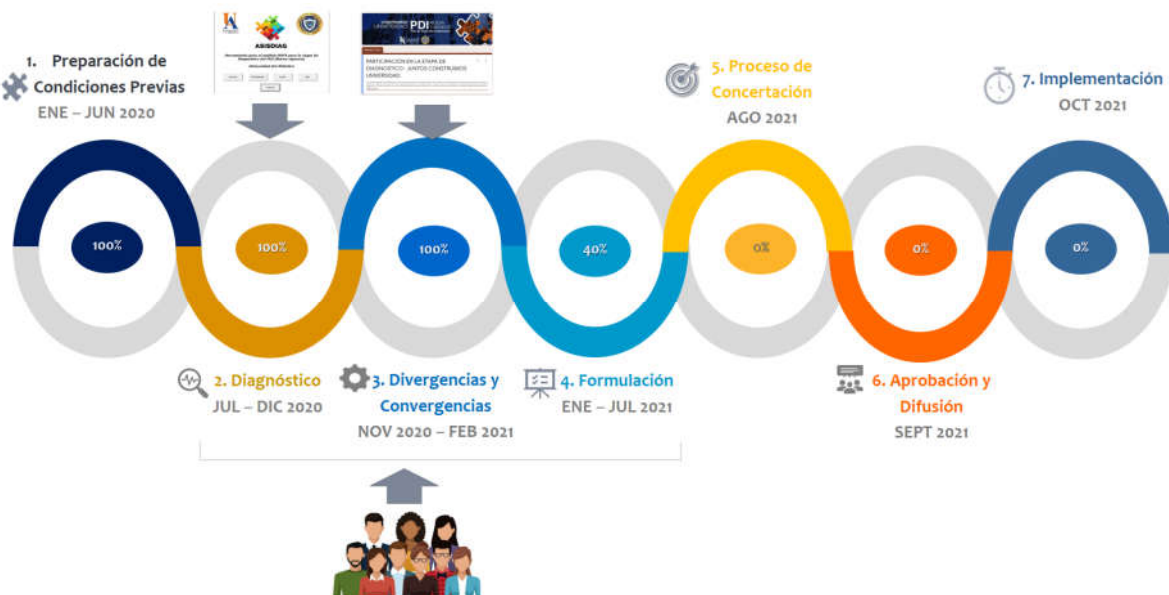 1. Preparación de
Condiciones Previas
ENE – JUN 2020
ASISDIAG
PDI
PARTICIPACIÓN EN LA ETAPA DE
DIAGNÓSTICO: JUNTOS CONSTRUIMOS
UNIVERSIDAD
5. Proceso de
Concertación
AGO 2021
7. Implementación
OCT 2021
100%
100%
100%
40%
0%
0%
0%
2. Diagnóstico
JUL – DIC 2020
3. Divergencias y
Convergencias
NOV 2020 – FEB 2021
4. Formulación
ENE – JUL 2021
6. Aprobación y
Difusión
SEPT 2021